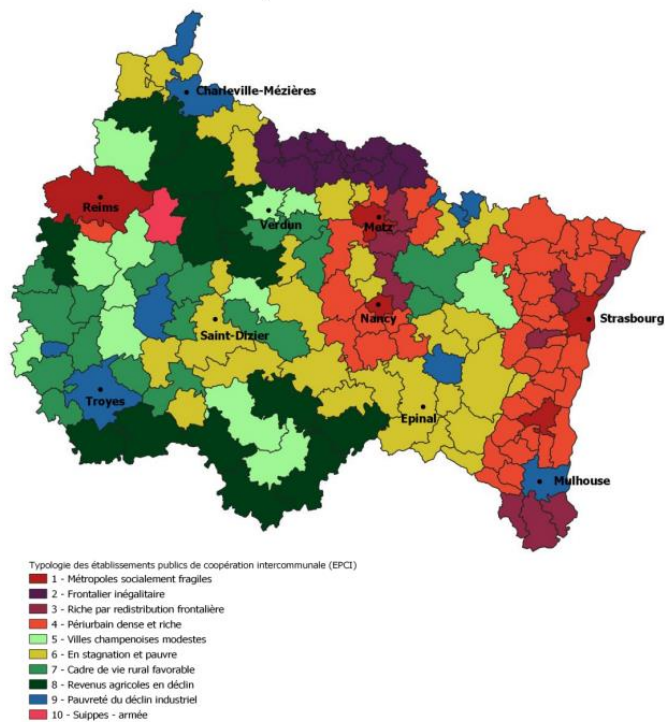 Charleville-Mézières
Reims
Verdun
Metz
Nancy
Strasbourg
Saint-Dizier
Troyes
Epinal
Mulhouse
Typologie des établissements publics de coopération intercommunale (EPCI)
1 - Métropoles socialement fragiles
2 - Frontalier inégalitaire
3 - Riche par redistribution frontalière
4 - Périurbain dense et riche
5 - Villes champenoises modestes
6 - En stagnation et pauvre
7 - Cadre de vie rural favorable
8 - Revenus agricoles en déclin
9 - Pauvreté du déclin industriel
10 - Suippes - armée